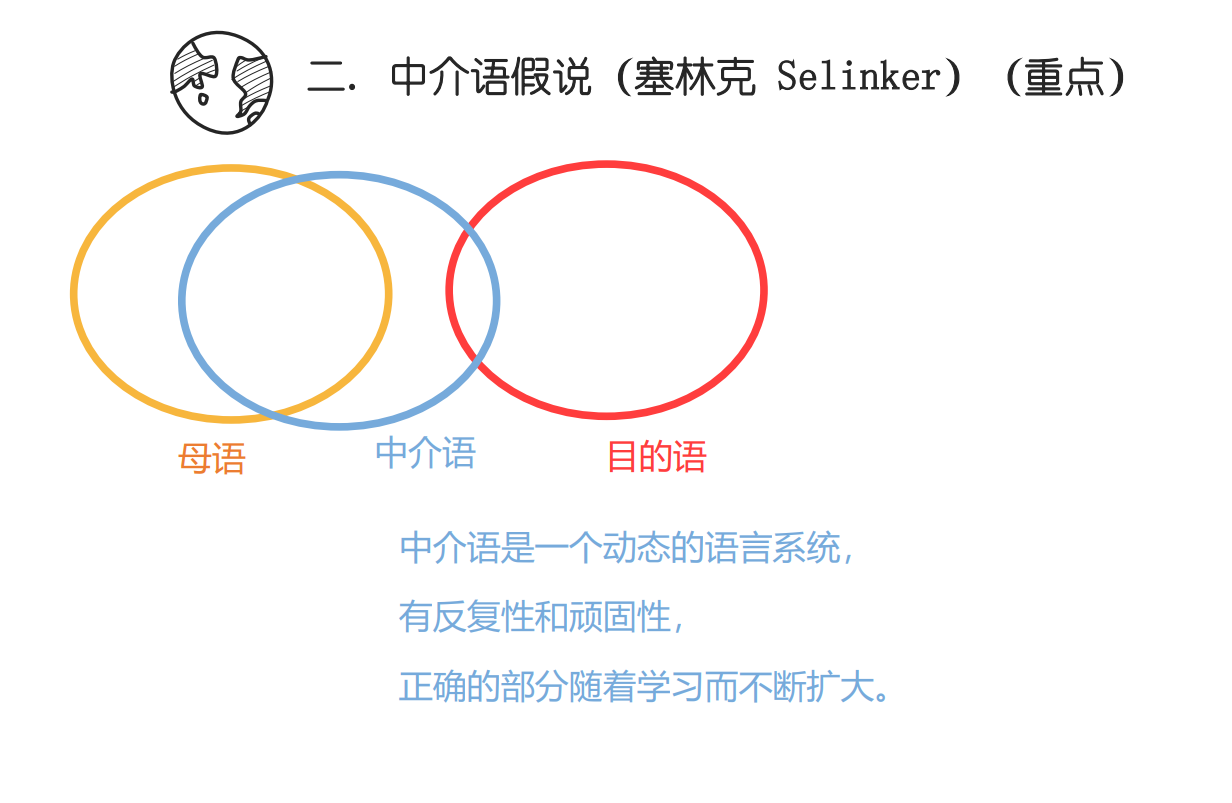 二. 中介语假说（塞林克 Selinker）（重点）
母语 中介语 目的语
中介语是一个动态的语言系统，
有反复性和顽固性，
正确的部分随着学习而不断扩大。